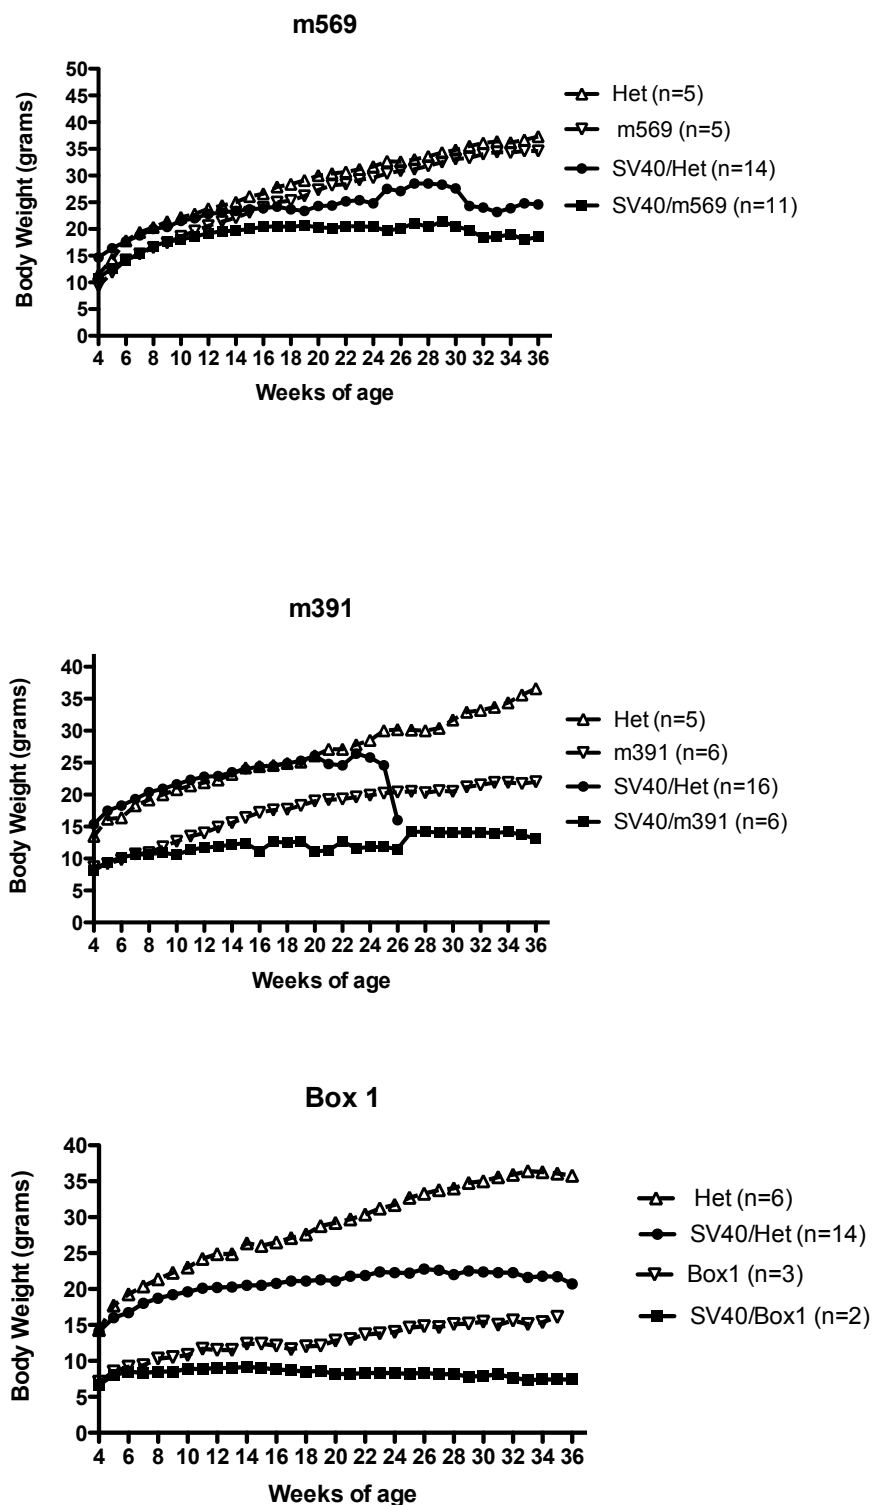 m569
Body Weight (grams)
50
45
40
35
30
25
20
15
10
5
0
4 6 8 10 12 14 16 18 20 22 24 26 28 30 32 34 36
Weeks of age
Het (n=5)
m569 (n=5)
SV40/Het (n=14)
SV40/m569 (n=11)
m391
Body Weight (grams)
40
35
30
25
20
15
10
5
0
4 6 8 10 12 14 16 18 20 22 24 26 28 30 32 34 36
Weeks of age
Het (n=5)
m391 (n=6)
SV40/Het (n=16)
SV40/m391 (n=6)
Box 1
Body Weight (grams)
40
35
30
25
20
15
10
5
0
4 6 8 10 12 14 16 18 20 22 24 26 28 30 32 34 36
Weeks of age
Het (n=6)
SV40/Het (n=14)
Box1 (n=3)
SV40/Box1 (n=2)